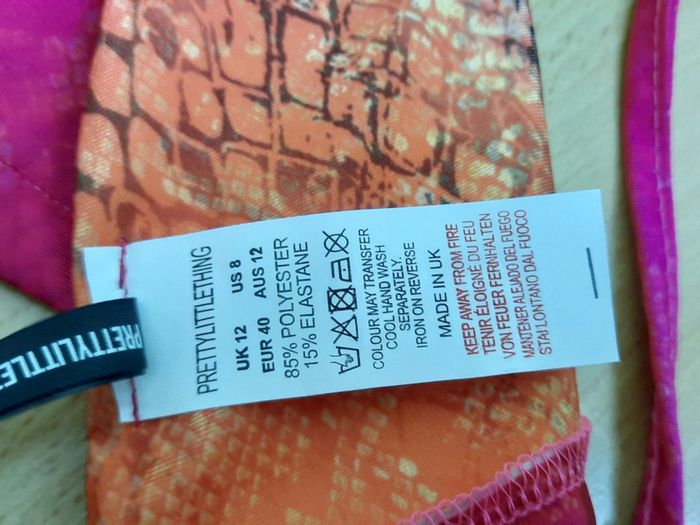 PRETTYLITTLETHING
UK 12 US 8
EUR 40 AUS 12
85% POLYESTER
15% ELASTANE
COLOUR MAY TRANSFER
COOL HAND WASH
SEPARATELY.
IRON ON REVERSE
MADE IN UK
KEEP AWAY FROM FIRE
TENIR ÉLOIGNÉ DU FEU
VON FEUER FERNHALTEN
MANTENER ALEJADO DEL FUEGO
STAY LONTANO DAL FUOCO
PRETTYLITTLE